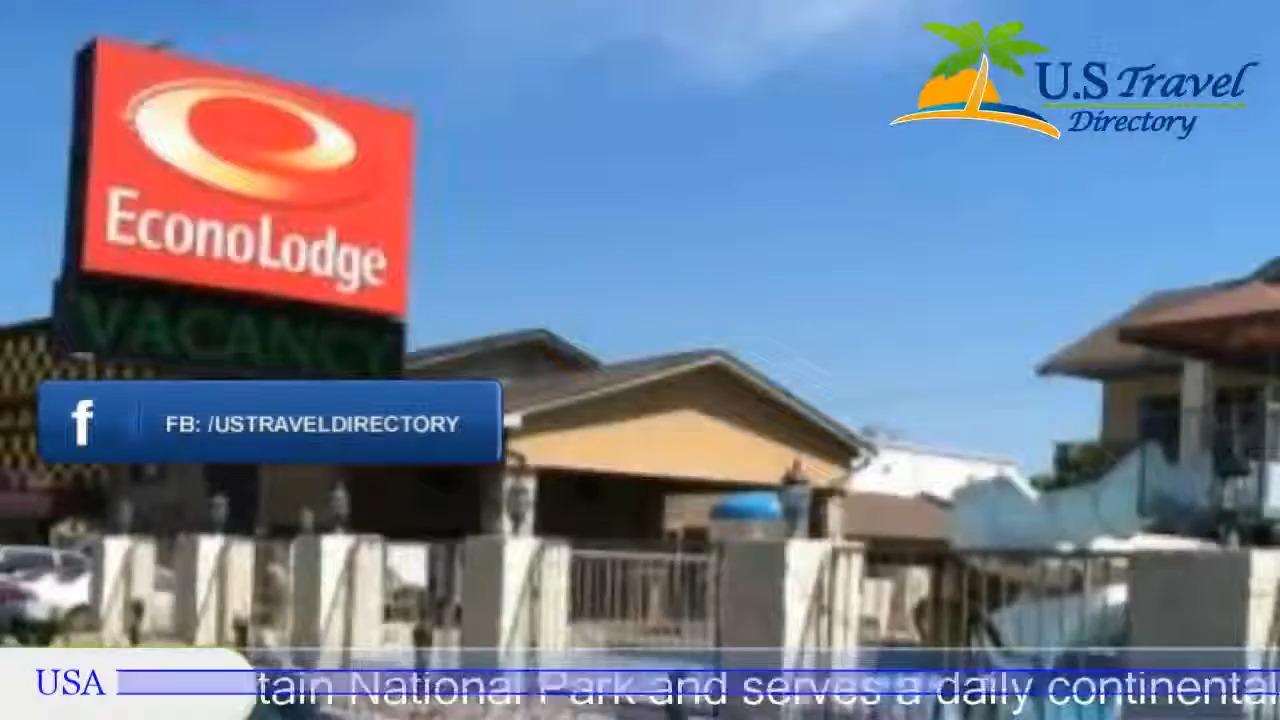 U.S Travel
Directory
EconoLodge
VACANCY
f
FB: /USTRAVELDIRECTORY
USA
tain National Park and serves a daily continental